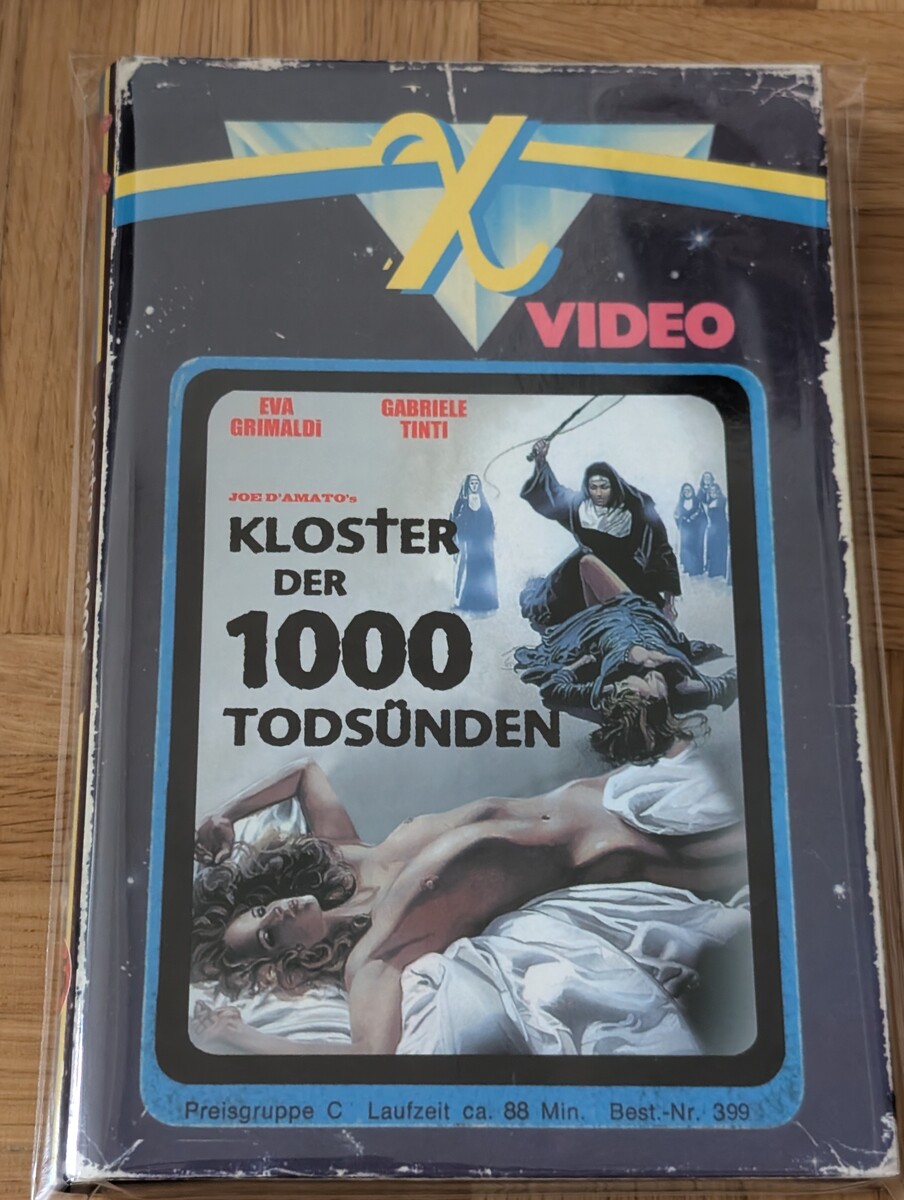 X
VIDEO
EVA
GRIMALDi
GABRIELE
TINTI
JOE D'AMATO's
KLOSTER
DER
1000
TODSÜNDEN
Preisgruppe C Laufzeit ca. 88 Min. Best.-Nr. 399